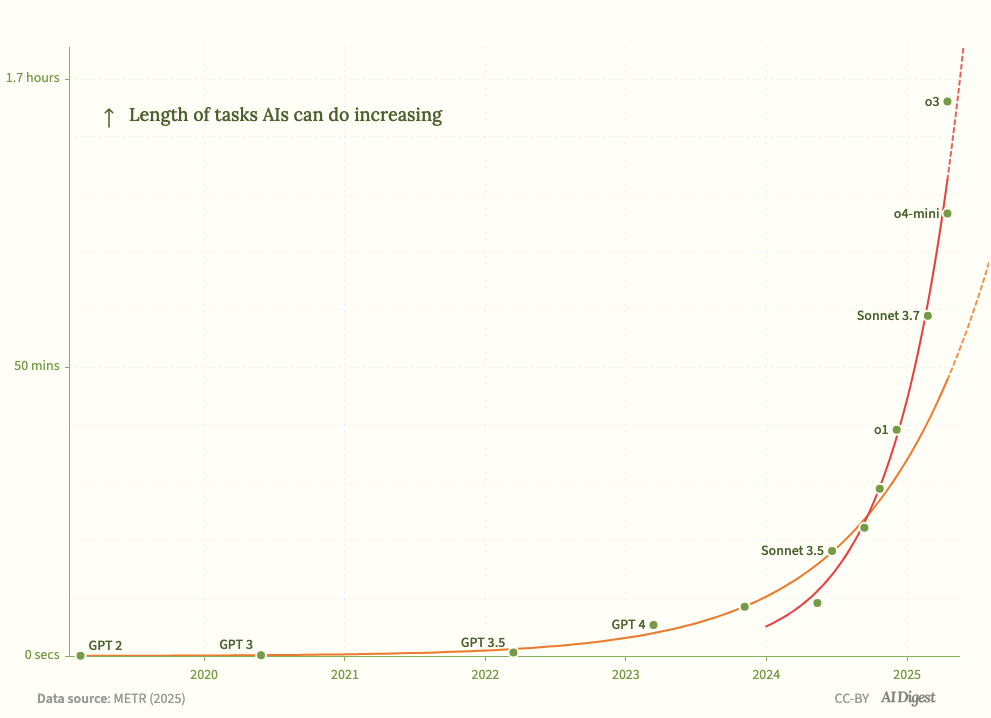 1.7 hours
↑ Length of tasks AIs can do increasing
o3
o4-mini
Sonnet 3.7
50 mins
o1
Sonnet 3.5
GPT 4
GPT 2
GPT 3
GPT 3.5
0 secs
2020 2021 2022 2023 2024 2025
Data source: METR (2025)
CC-BY AI Digest